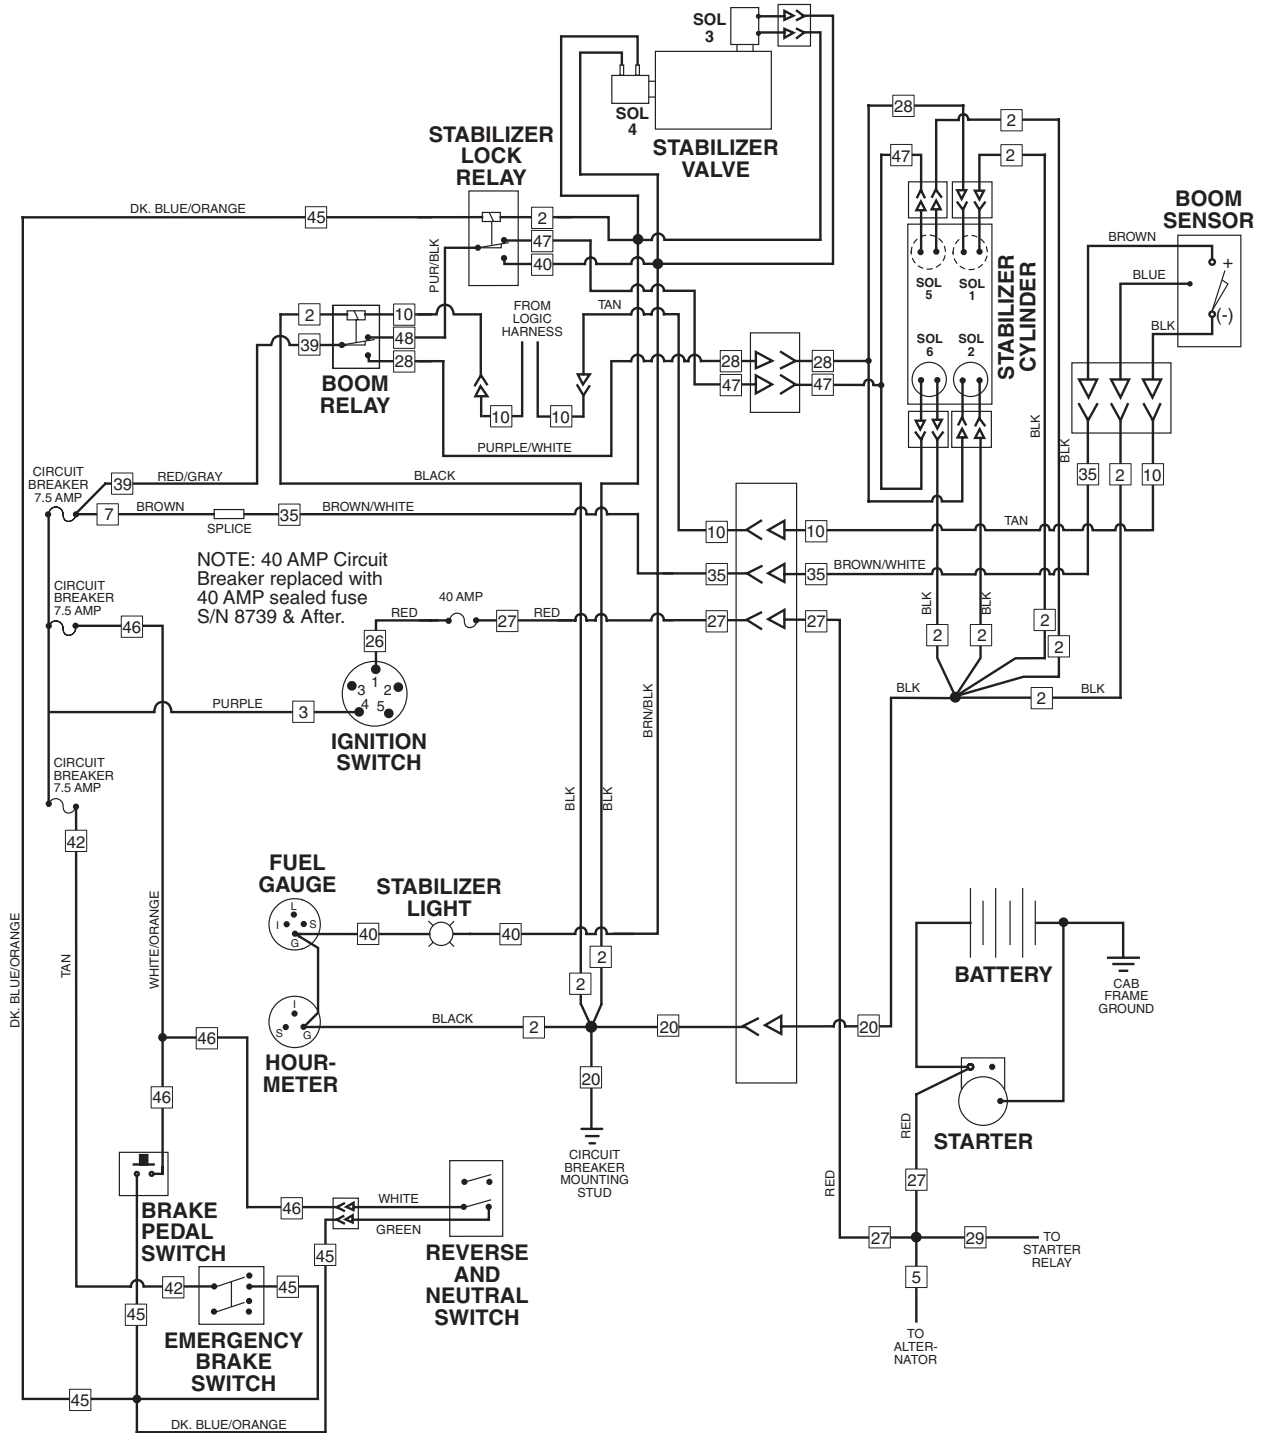 SOL
3
SOL
4
STABILIZER
VALVE
STABILIZER
LOCK
RELAY
28
2
47
2
BOOM
SENSOR
BROWN
BLUE
BLK
+
(-)
DK. BLUE/ORANGE
45
2
47
40
PUR/BLK
SOL
5
SOL
1
SOL
6
SOL
2
STABILIZER
CYLINDER
2
10
39
48
28
BOOM
RELAY
FROM
LOGIC
HARNESS
TAN
10
10
28
28
47
47
PURPLE/WHITE
BLK
BLK
35
2
10
CIRCUIT
BREAKER
7.5 AMP
39
RED/GRAY
BLACK
7
BROWN
SPLICE
35
BROWN/WHITE
10
10
TAN
35
35
BROWN/WHITE
NOTE: 40 AMP Circuit
Breaker replaced with
40 AMP sealed fuse
S/N 8739 & After.
CIRCUIT
BREAKER
7.5 AMP
46
RED
40 AMP
27
RED
27
27
26
BLK
BLK
2
2
2
2
1
3
2
4
5
PURPLE
3
IGNITION
SWITCH
BRN/BLK
BLK
2
BLK
CIRCUIT
BREAKER
7.5 AMP
42
BLK
BLK
FUEL
GAUGE
L
I
S
G
STABILIZER
LIGHT
40
40
DK. BLUE/ORANGE
TAN
WHITE/ORANGE
2
2
BATTERY
CAB
FRAME
GROUND
I
S
G
BLACK
2
20
20
HOUR-
METER
46
46
20
CIRCUIT
BREAKER
MOUNTING
STUD
STARTER
RED
RED
27
BRAKE
PEDAL
SWITCH
46
WHITE
GREEN
45
REVERSE
AND
NEUTRAL
SWITCH
27
29
TO
STARTER
RELAY
5
TO
ALTER-
NATOR
42
45
45
EMERGENCY
BRAKE
SWITCH
45
DK. BLUE/ORANGE